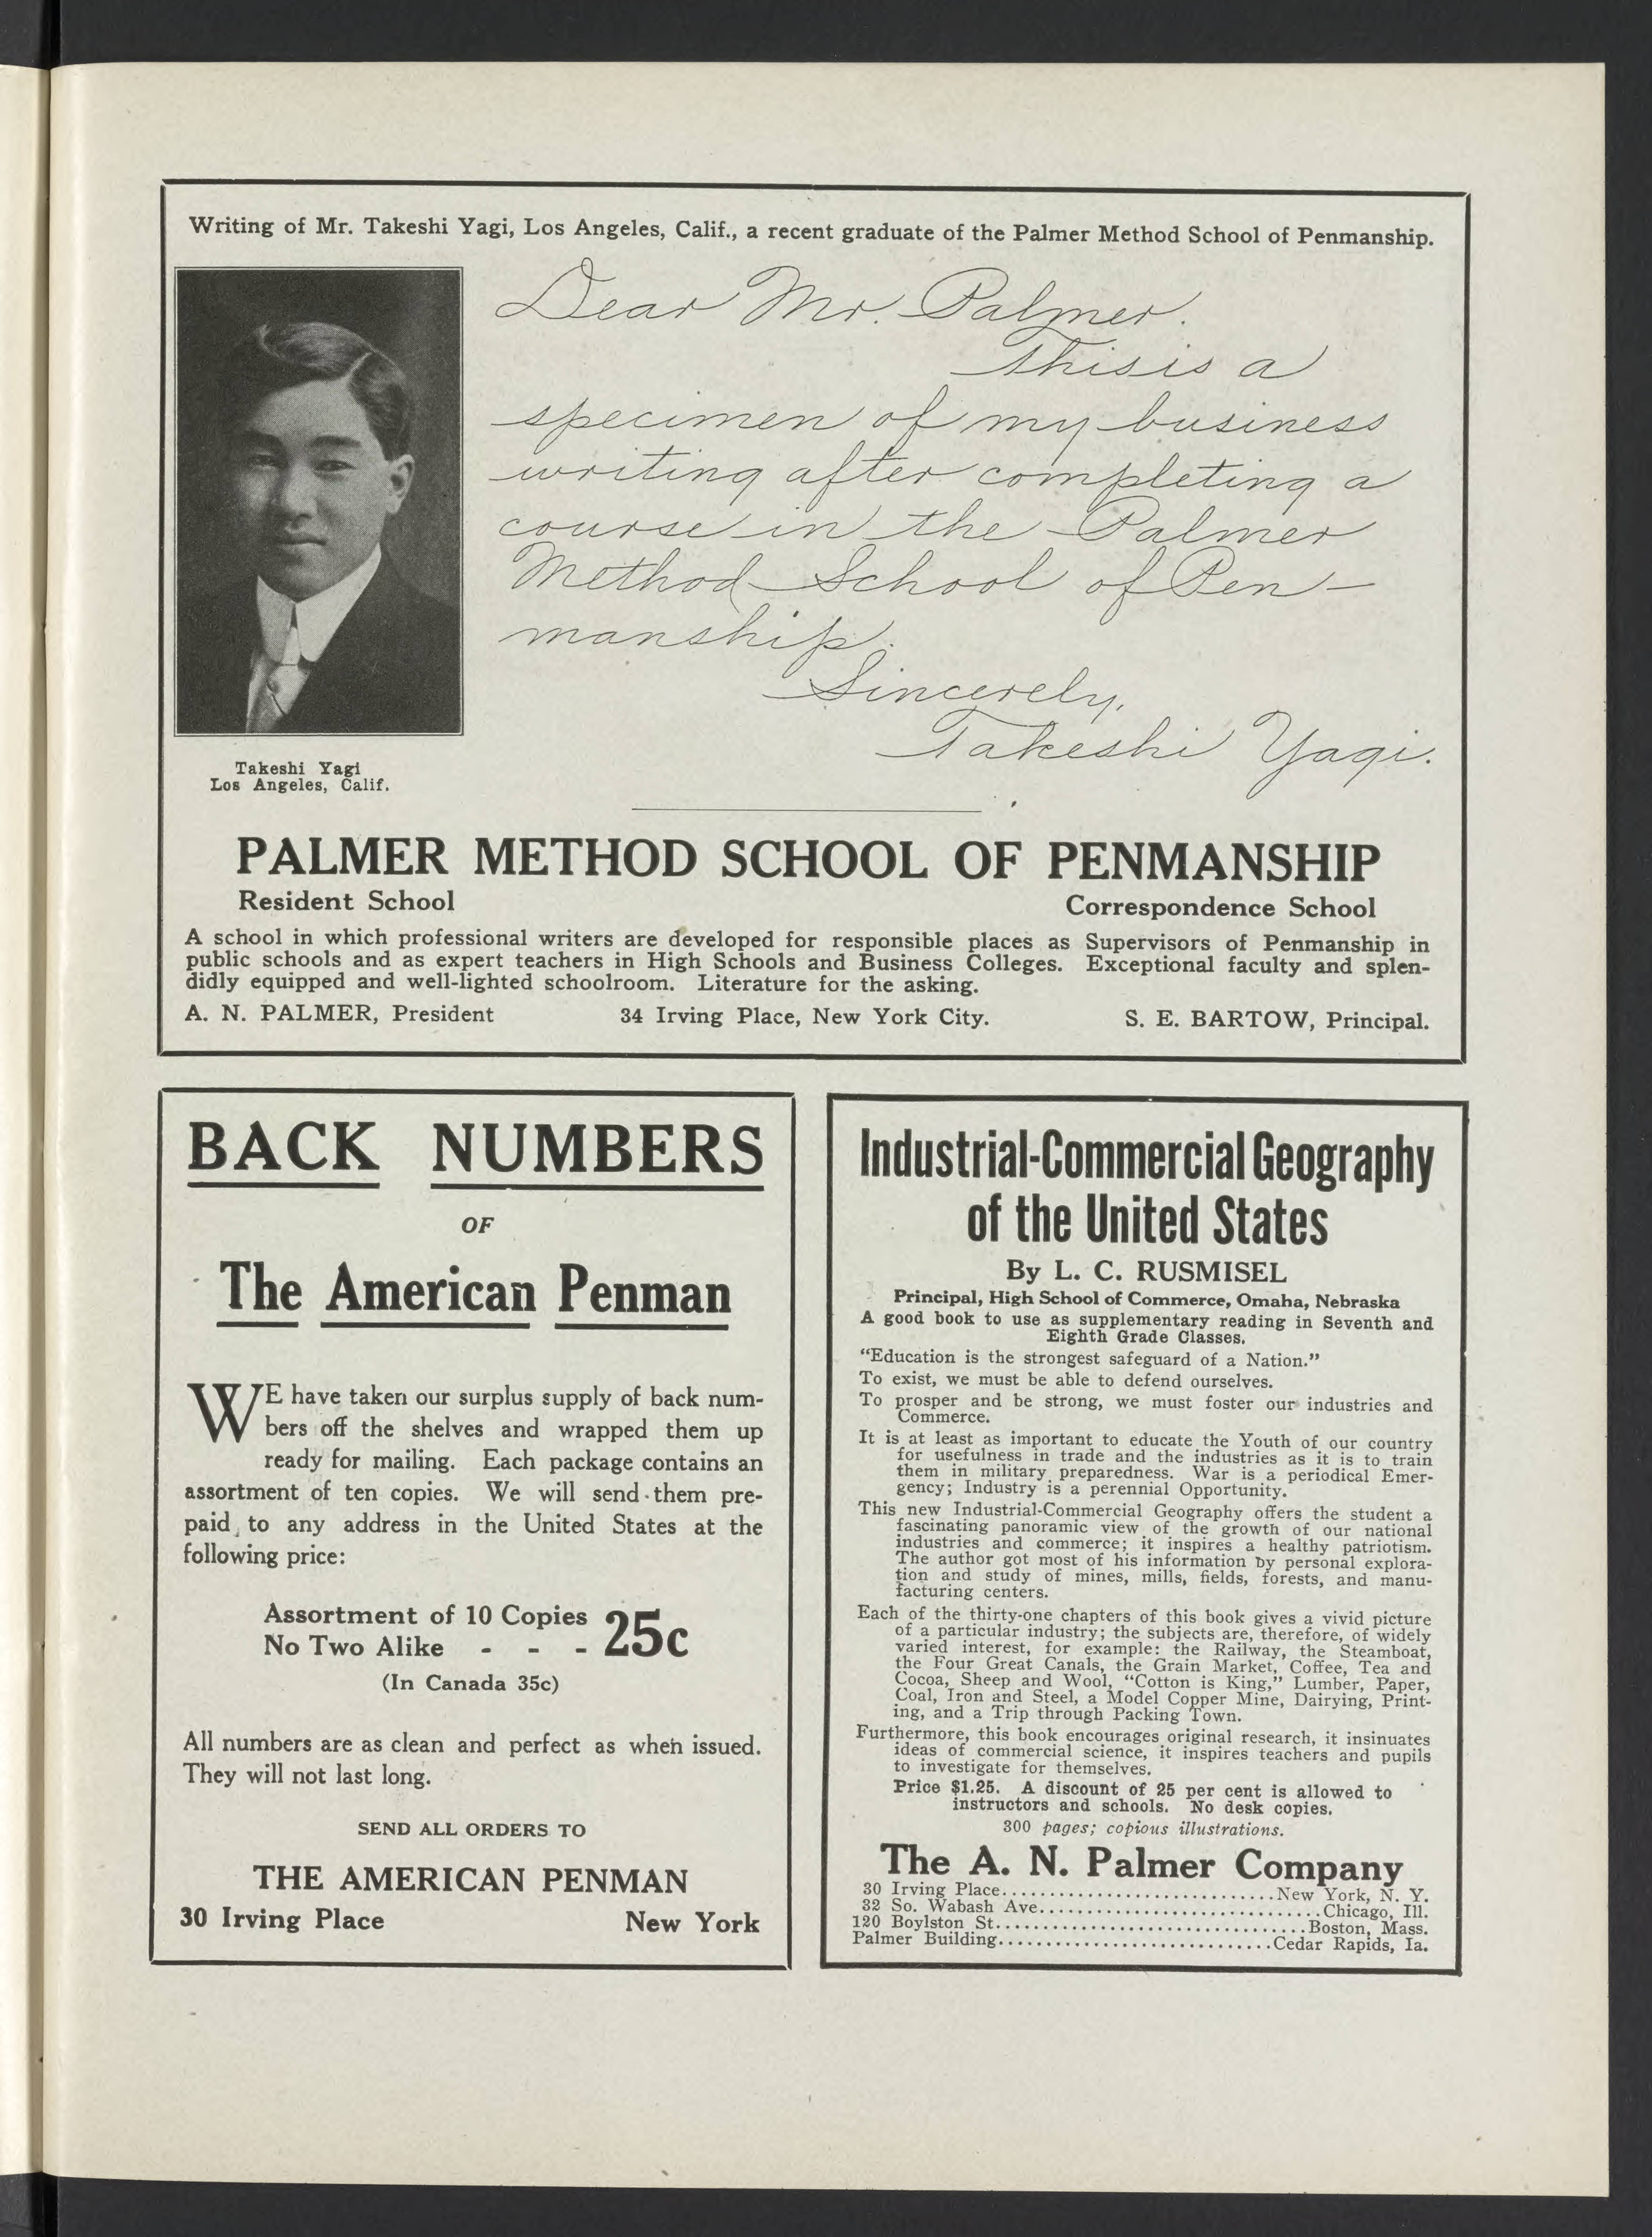 Writing of Mr. Takeshi Yagi, Los Angeles, Calif., a recent graduate of the Palmer Method School of Penmanship.
Dear Mr. Palmer.
This is a
specimen of my business
writing after completing a
course in the Palmer
Method School of Pen-
manship.
Sincerely,
Takeshi Yagi.
Takeshi Yagi
Los Angeles, Calif.
PALMER METHOD SCHOOL OF PENMANSHIP
Resident School Correspondence School
A school in which professional writers are developed for responsible places as Supervisors of Penmanship in
public schools and as expert teachers in High Schools and Business Colleges. Exceptional faculty and splen-
didly equipped and well-lighted schoolroom. Literature for the asking.
A. N. PALMER, President 34 Irving Place, New York City. S. E. BARTOW, Principal.
BACK NUMBERS
OF
The American Penman
WE have taken our surplus supply of back num-
bers off the shelves and wrapped them up
ready for mailing. Each package contains an
assortment of ten copies. We will send them pre-
paid to any address in the United States at the
following price:
Assortment of 10 Copies
No Two Alike - - - 25c
(In Canada 35c)
All numbers are as clean and perfect as when issued.
They will not last long.
SEND ALL ORDERS TO
THE AMERICAN PENMAN
30 Irving Place New York
Industrial-Commercial Geography
of the United States
By L. C. RUSMISEL
Principal, High School of Commerce, Omaha, Nebraska
A good book to use as supplementary reading in Seventh and
Eighth Grade Classes.
"Education is the strongest safeguard of a Nation."
To exist, we must be able to defend ourselves.
To prosper and be strong, we must foster our industries and
Commerce.
It is at least as important to educate the Youth of our country
for usefulness in trade and the industries as it is to train
them in military preparedness. War is a periodical Emer-
gency; Industry is a perennial Opportunity.
This new Industrial-Commercial Geography offers the student a
fascinating panoramic view of the growth of our national
industries and commerce; it inspires a healthy patriotism.
The author got most of his information by personal explora-
tion and study of mines, mills, fields, forests, and manu-
facturing centers.
Each of the thirty-one chapters of this book gives a vivid picture
of a particular industry; the subjects are, therefore, of widely
varied interest, for example: the Railway, the Steamboat,
the Four Great Canals, the Grain Market, Coffee, Tea and
Cocoa, Sheep and Wool, "Cotton is King," Lumber, Paper,
Coal, Iron and Steel, a Model Copper Mine, Dairying, Print-
ing, and a Trip through Packing Town.
Furthermore, this book encourages original research, it insinuates
ideas of commercial science, it inspires teachers and pupils
to investigate for themselves.
Price $1.25. A discount of 25 per cent is allowed to
instructors and schools. No desk copies.
300 pages; copious illustrations.
The A. N. Palmer Company
30 Irving Place.............................New York, N. Y.
32 So. Wabash Ave..............................Chicago, Ill.
120 Boylston St.................................Boston, Mass.
Palmer Building.............................Cedar Rapids, Ia.